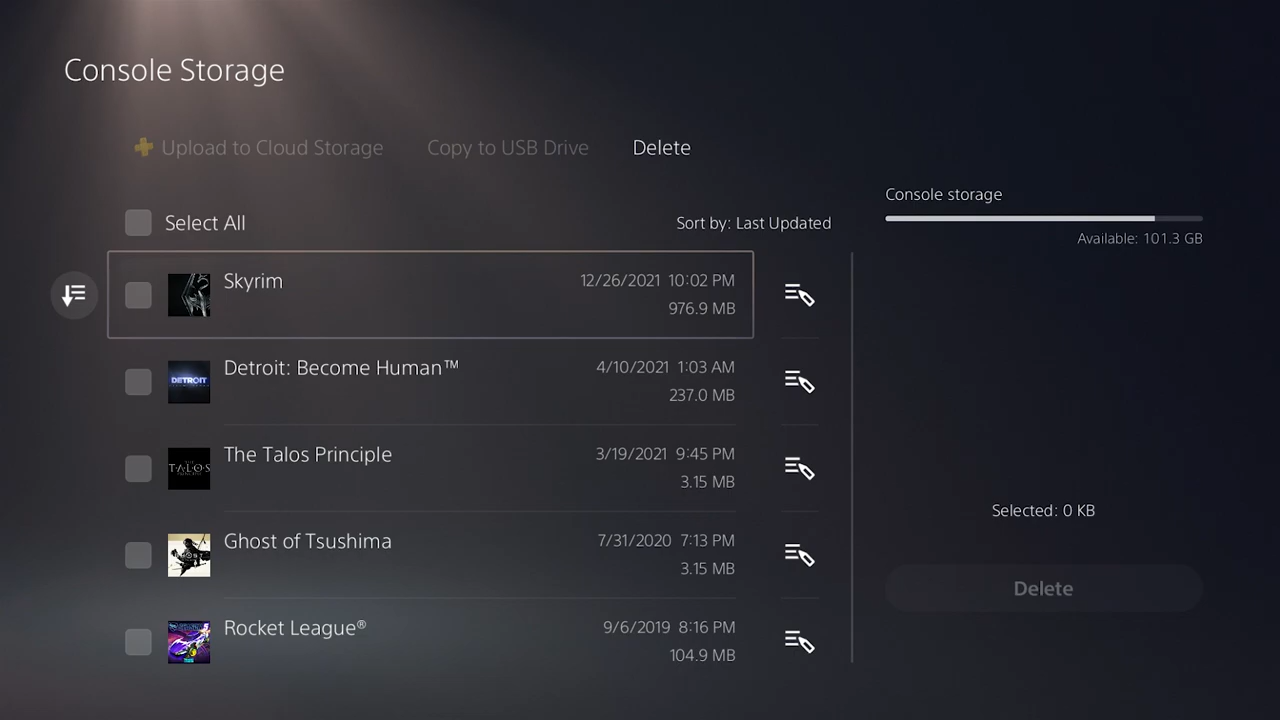 Console Storage
Upload to Cloud Storage Copy to USB Drive Delete
Console storage
Available: 101.3 GB
Select All Sort by: Last Updated
Skyrim 12/26/2021 10:02 PM
976.9 MB
Detroit: Become Human™ 4/10/2021 1:03 AM
237.0 MB
DETROIT
The Talos Principle 3/19/2021 9:45 PM
3.15 MB
TALOS
Ghost of Tsushima 7/31/2020 7:13 PM
3.15 MB
GHOST
Rocket League® 9/6/2019 8:16 PM
104.9 MB
Selected: 0 KB
Delete